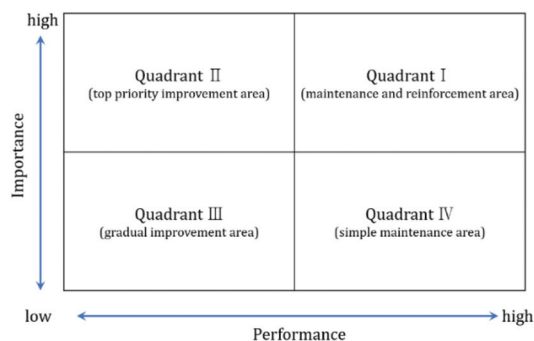 high
Quadrant Ⅱ
(top priority improvement area)
Quadrant Ⅰ
(maintenance and reinforcement area)
Importance
Quadrant Ⅲ
(gradual improvement area)
Quadrant Ⅳ
(simple maintenance area)
low
high
Performance